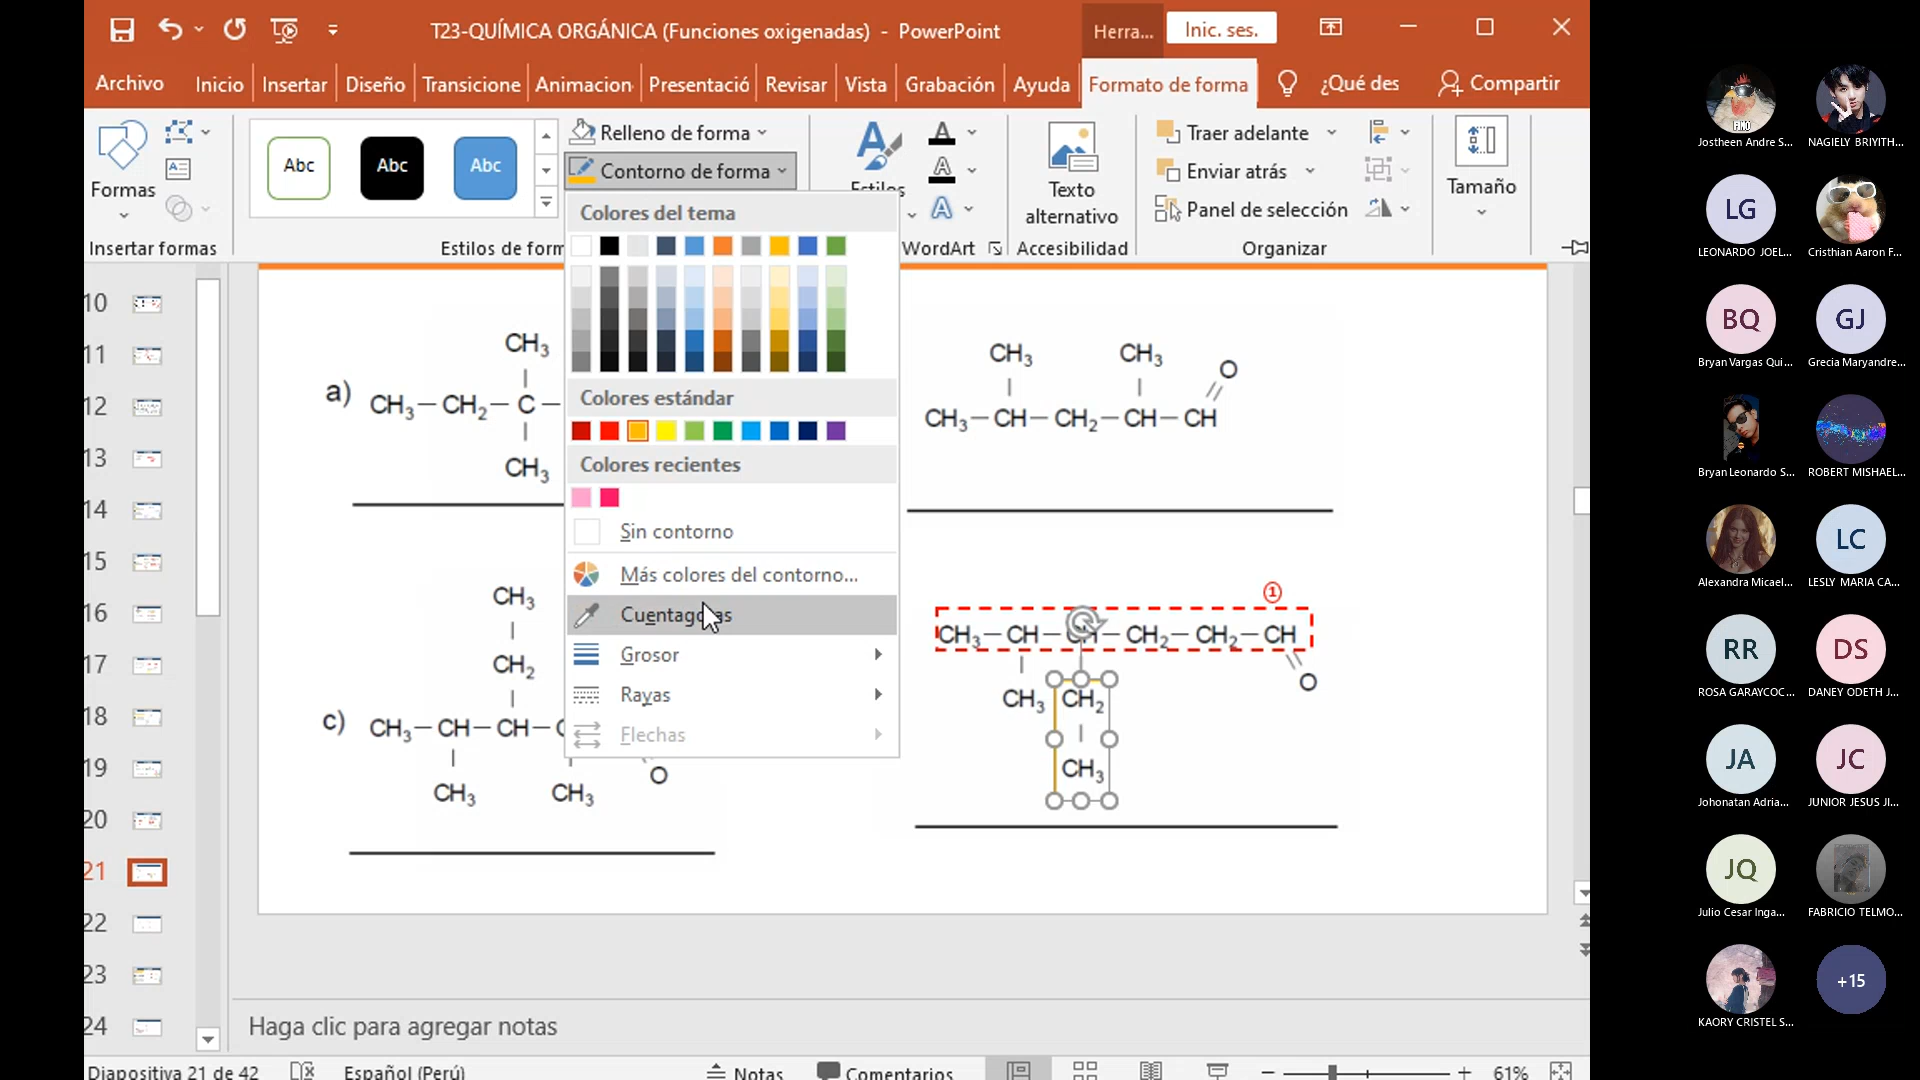 T23-QUÍMICA ORGÁNICA (Funciones oxigenadas) - PowerPoint
Herra...
Inic. ses.
Archivo
Inicio
Insertar
Diseño
Transicione
Animacion
Presentació
Revisar
Vista
Grabación
Ayuda
Formato de forma
¿Qué des
Compartir
Formas
Insertar formas
Abc
Abc
Abc
Estilos de form
Relleno de forma
Contorno de forma
Colores del tema
Colores estándar
Colores recientes
Sin contorno
Más colores del contorno...
Cuentagotas
Grosor
Rayas
Flechas
A
A
A
A
Estilos
WordArt
Texto
alternativo
Accesibilidad
Traer adelante
Enviar atrás
Panel de selección
Organizar
Tamaño
10
11
12
13
14
15
16
17
18
19
20
21
22
23
24
CH3
a) CH3 — CH2 — C —
CH3
CH3 CH3 O
CH3 — CH — CH2 — CH — CH
CH3
CH2
c) CH3 — CH — CH — C
O
CH3 CH3
1
CH3 — CH — CH — CH2 — CH2 — CH
O
CH3 CH2
CH3
Haga clic para agregar notas
Diapositiva 21 de 42
Español (Perú)
Notas
Comentarios
61%
FINO
Jostheen Andre S...
NAGIELY BRIYITH...
LG
LEONARDO JOEL...
Cristhian Aaron F...
BQ
Bryan Vargas Qui...
GJ
Grecia Maryandre...
Bryan Leonardo S...
ROBERT MISHAEL...
Alexandra Micael...
LC
LESLY MARIA CA...
RR
ROSA GARAYCOC...
DS
DANEY ODETH J...
JA
Johonatan Adria...
JC
JUNIOR JESUS JI...
JQ
Julio Cesar Inga...
FABRICIO TELMO...
KAORY CRISTEL S...
+15